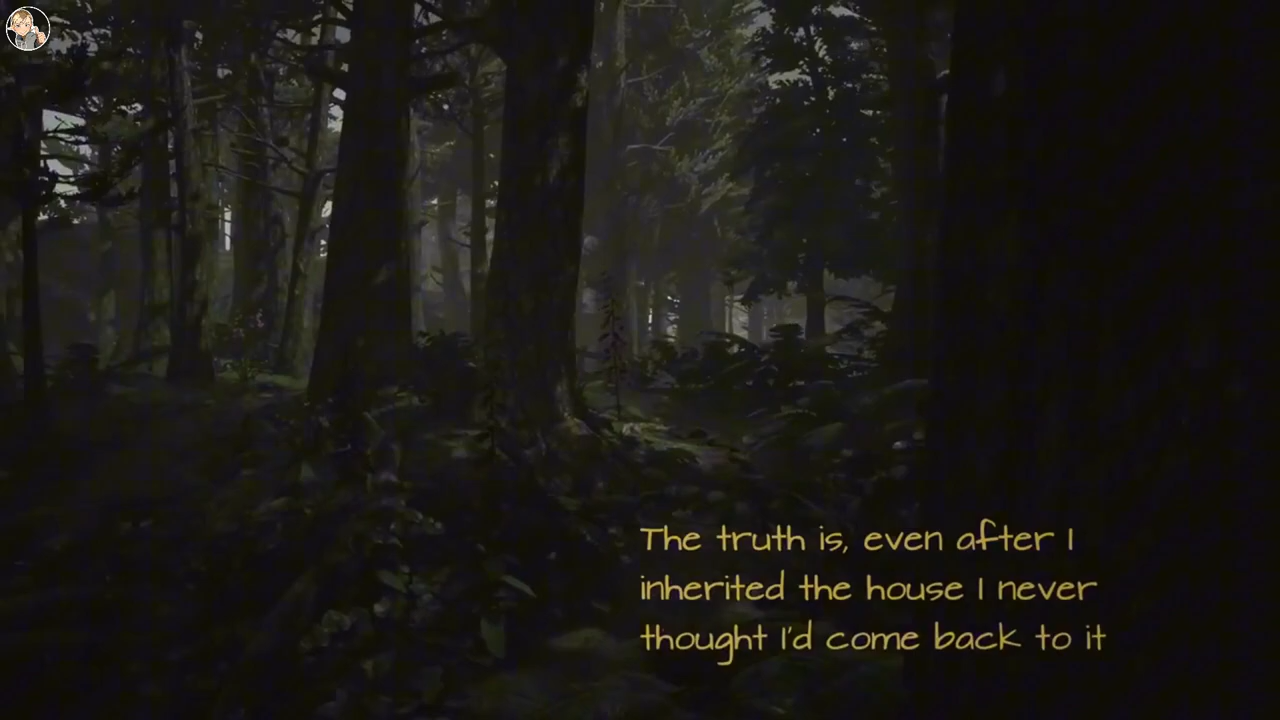 The truth is, even after I
inherited the house I never
thought I'd come back to it